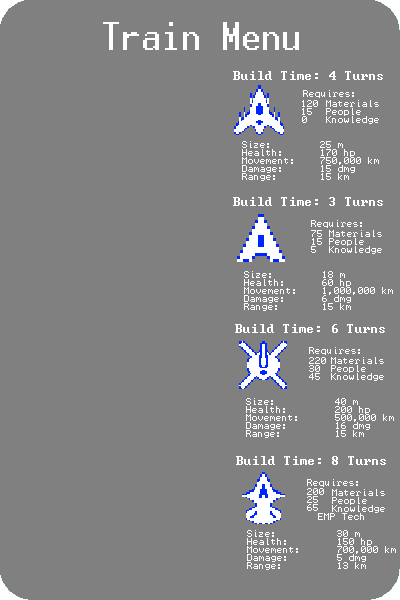 Train Menu
Build Time: 4 Turns
Requires:
120 Materials
15 People
0 Knowledge
Size: 25 m
Health: 170 hp
Movement: 750,000 km
Damage: 15 dmg
Range: 15 km
Build Time: 3 Turns
Requires:
75 Materials
15 People
5 Knowledge
Size: 18 m
Health: 60 hp
Movement: 1,000,000 km
Damage: 6 dmg
Range: 15 km
Build Time: 6 Turns
Requires:
220 Materials
30 People
45 Knowledge
Size: 40 m
Health: 200 hp
Movement: 500,000 km
Damage: 16 dmg
Range: 15 km
Build Time: 8 Turns
Requires:
200 Materials
25 People
65 Knowledge
EMP Tech
Size: 30 m
Health: 150 hp
Movement: 700,000 km
Damage: 5 dmg
Range: 13 km